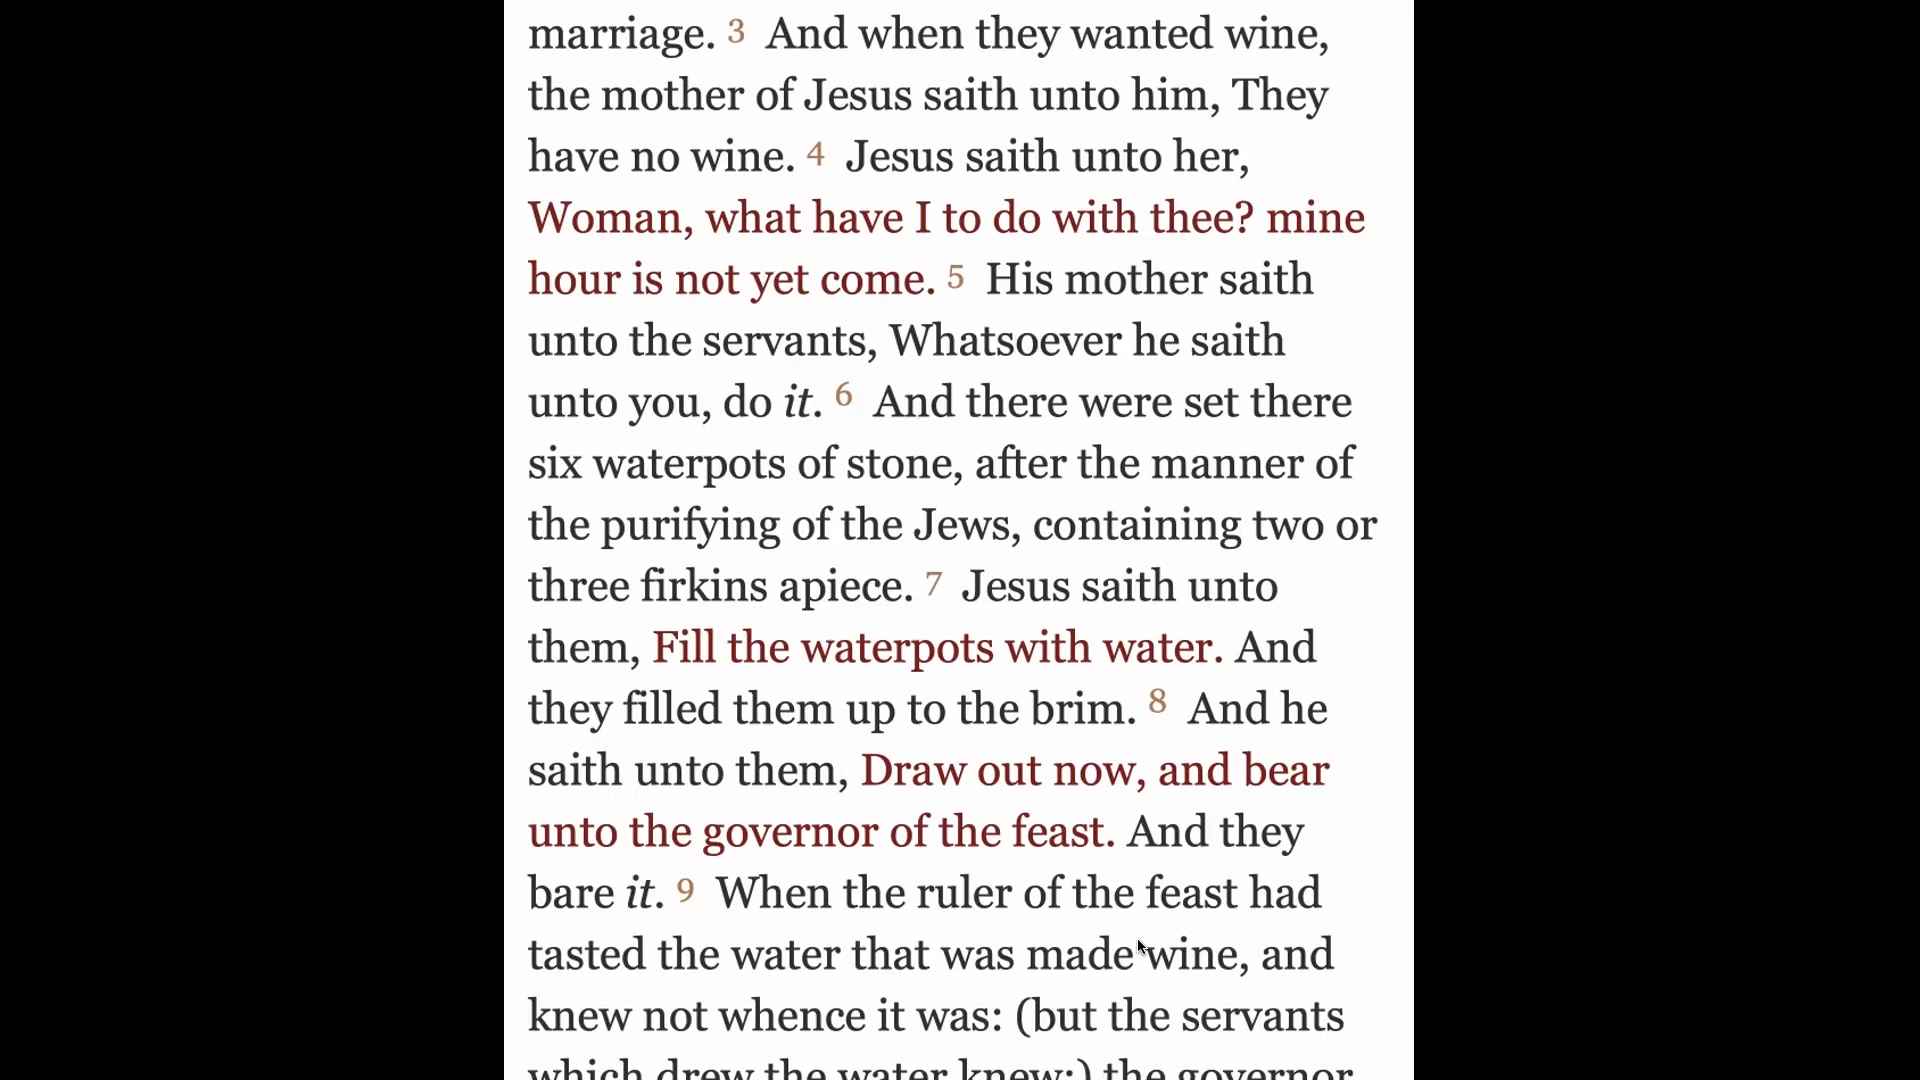 marriage. 3 And when they wanted wine,
the mother of Jesus saith unto him, They
have no wine. 4 Jesus saith unto her,
Woman, what have I to do with thee? mine
hour is not yet come. 5 His mother saith
unto the servants, Whatsoever he saith
unto you, do it. 6 And there were set there
six waterpots of stone, after the manner of
the purifying of the Jews, containing two or
three firkins apiece. 7 Jesus saith unto
them, Fill the waterpots with water. And
they filled them up to the brim. 8 And he
saith unto them, Draw out now, and bear
unto the governor of the feast. And they
bare it. 9 When the ruler of the feast had
tasted the water that was made wine, and
knew not whence it was: (but the servants
which drew the water knew;) the governor